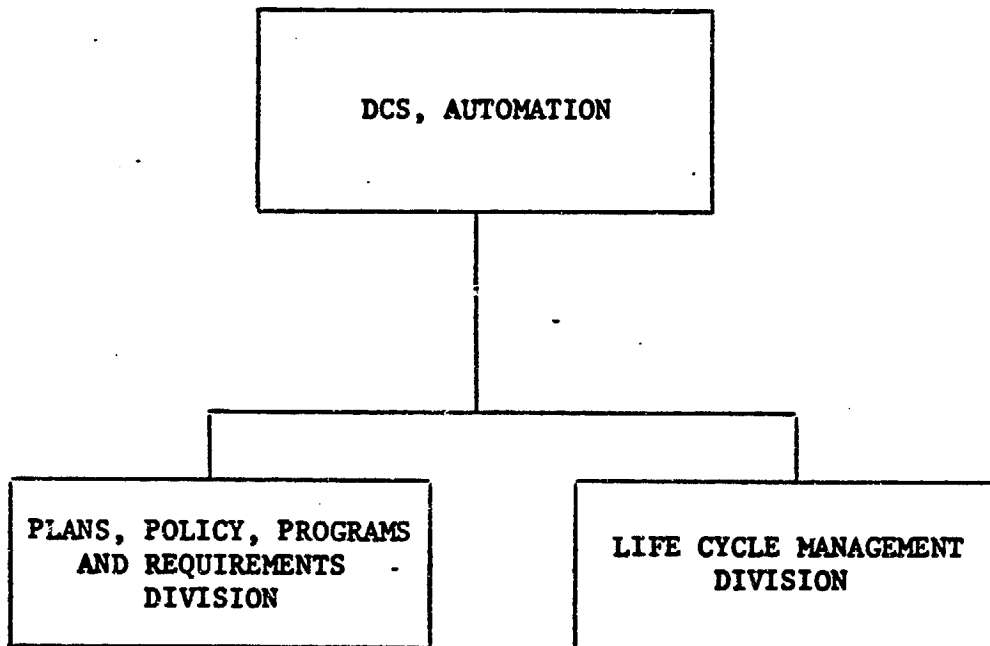 DCS, AUTOMATION
PLANS, POLICY, PROGRAMS
AND REQUIREMENTS
DIVISION
LIFE CYCLE MANAGEMENT
DIVISION